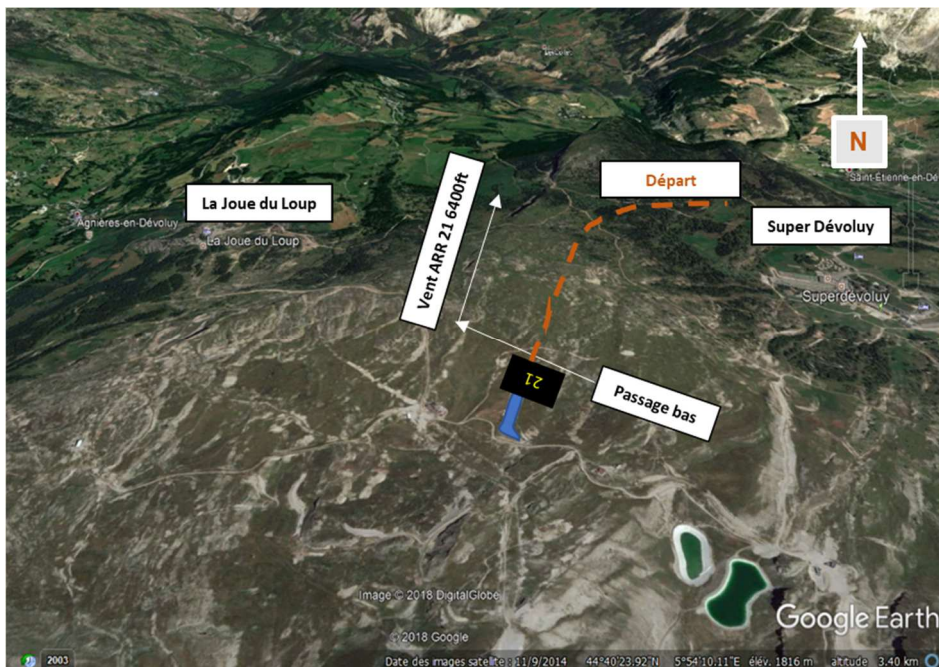 N
Saint-Étienne-en-Dé
Départ
La Joue du Loup
Vent ARR 21 6400ft
Agnières-en-Dévoluy
Super Dévoluy
La Joue du Loup
Superdévoluy
21
Passage bas
Image © 2018 DigitalGlobe
Google Earth
© 2018 Google
2003
Date des images satellite : 11/9/2014 44°40'23.92"N 5°54'10.11"E élév. 1816 m altitude 3.40 km